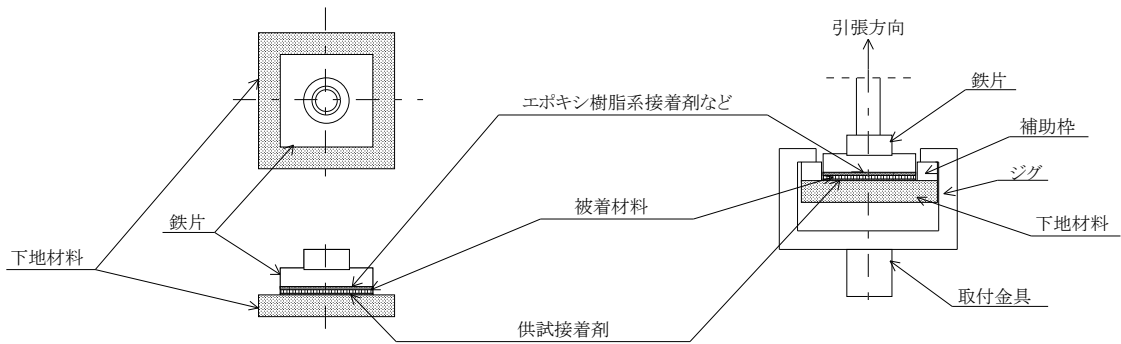 引張方向
鉄片
エポキシ樹脂系接着剤など
補助枠
ジグ
被着材料
鉄片
下地材料
下地材料
取付金具
供試接着剤